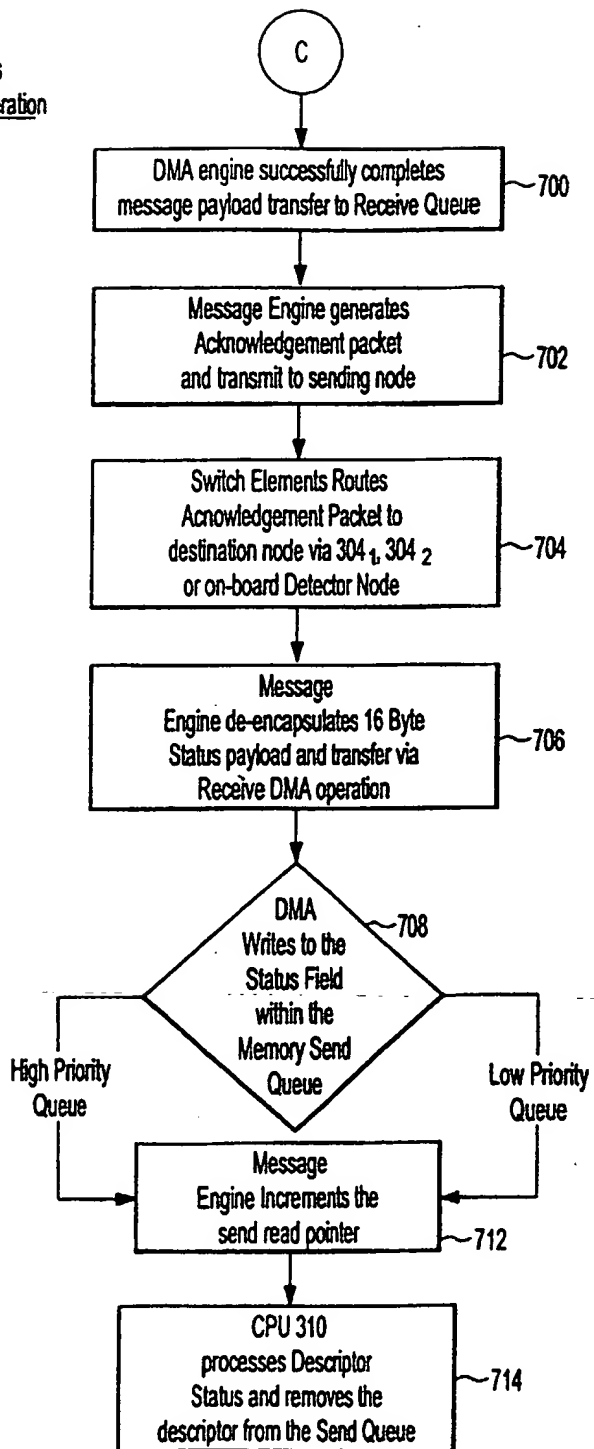 C
eration
DMA engine successfully completes
message payload transfer to Receive Queue
700
Message Engine generates
Acknowledgement packet
and transmit to sending node
702
Switch Elements Routes
Acnowledgement Packet to
destination node via 304 1, 304 2
or on-board Detector Node
704
Message
Engine de-encapsulates 16 Byte
Status payload and transfer via
Receive DMA operation
706
DMA
Writes to the
Status Field
within the
Memory Send
Queue
708
High Priority
Queue
Low Priority
Queue
Message
Engine Increments the
send read pointer
712
CPU 310
processes Descriptor
Status and removes the
descriptor from the Send Queue
714